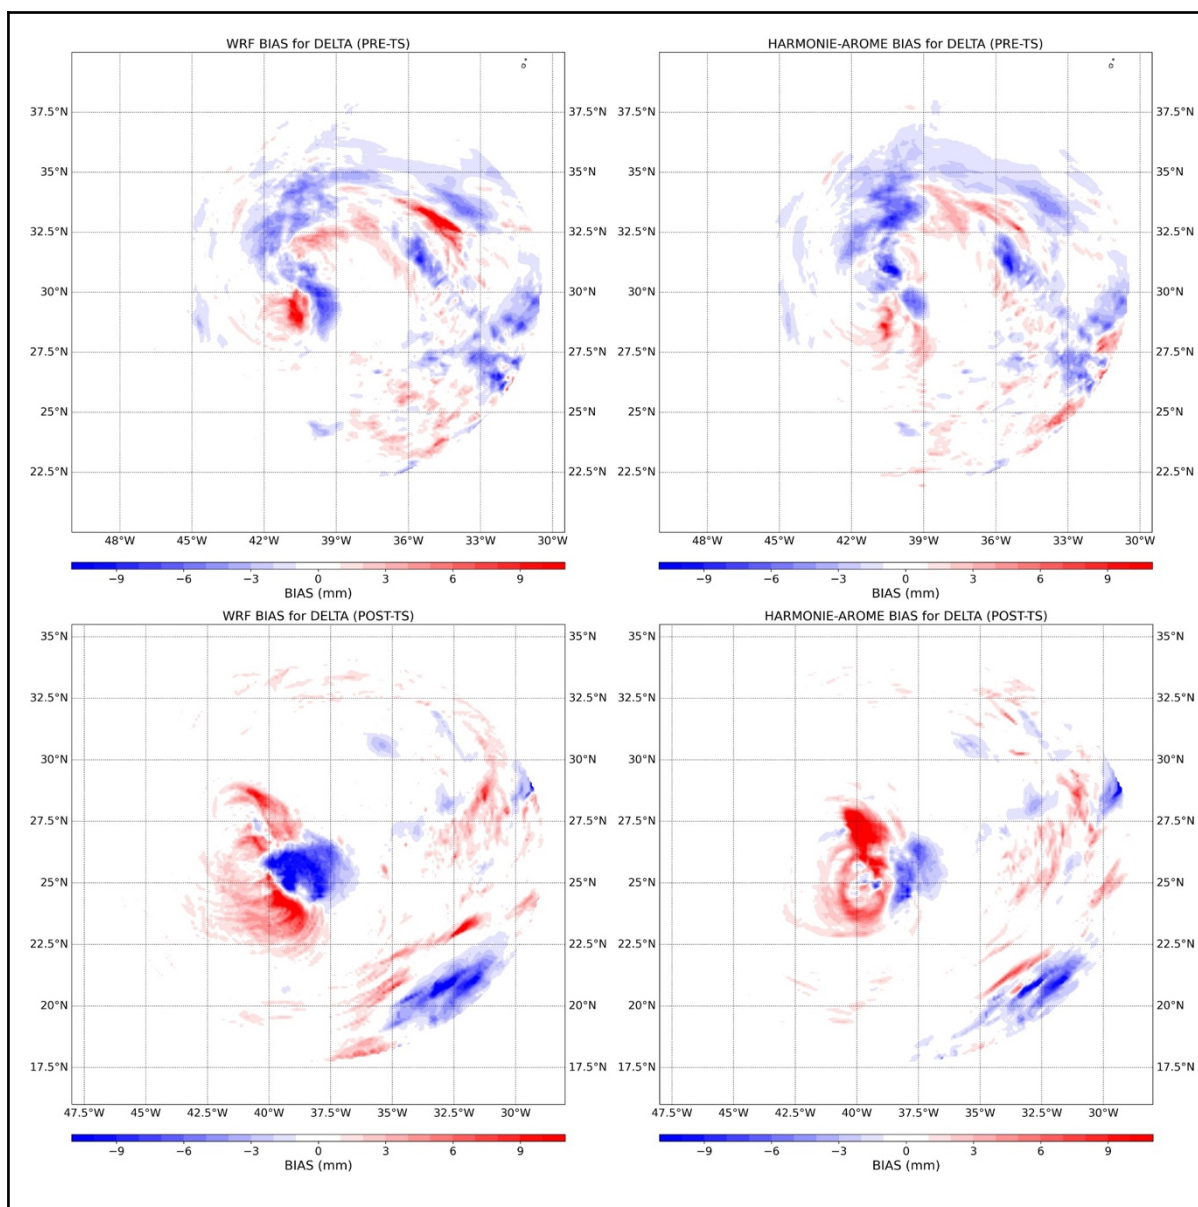 WRF BIAS for DELTA (PRE-TS)
37.5°N 37.5°N
35°N 35°N
32.5°N 32.5°N
30°N 30°N
27.5°N 27.5°N
25°N 25°N
22.5°N 22.5°N
45°W 42°W 39°W 36°W 33°W 30°W
−9 −6 −3 0 3 6 9
BIAS (mm)
HARMONIE-AROME BIAS for DELTA (PRE-TS)
37.5°N 37.5°N
35°N 35°N
32.5°N 32.5°N
30°N 30°N
27.5°N 27.5°N
25°N 25°N
22.5°N 22.5°N
45°W 42°W 39°W 36°W 33°W 30°W
−9 −6 −3 0 3 6 9
BIAS (mm)
WRF BIAS for DELTA (POST-TS)
35°N 35°N
32.5°N 32.5°N
30°N 30°N
27.5°N 27.5°N
25°N 25°N
22.5°N 22.5°N
20°N 20°N
17.5°N 17.5°N
47.5°W 45°W 42.5°W 40°W 37.5°W 35°W 32.5°W 30°W
−9 −6 −3 0 3 6 9
BIAS (mm)
HARMONIE-AROME BIAS for DELTA (POST-TS)
35°N 35°N
32.5°N 32.5°N
30°N 30°N
27.5°N 27.5°N
25°N 25°N
22.5°N 22.5°N
20°N 20°N
17.5°N 17.5°N
47.5°W 45°W 42.5°W 40°W 37.5°W 35°W 32.5°W 30°W
−9 −6 −3 0 3 6 9
BIAS (mm)